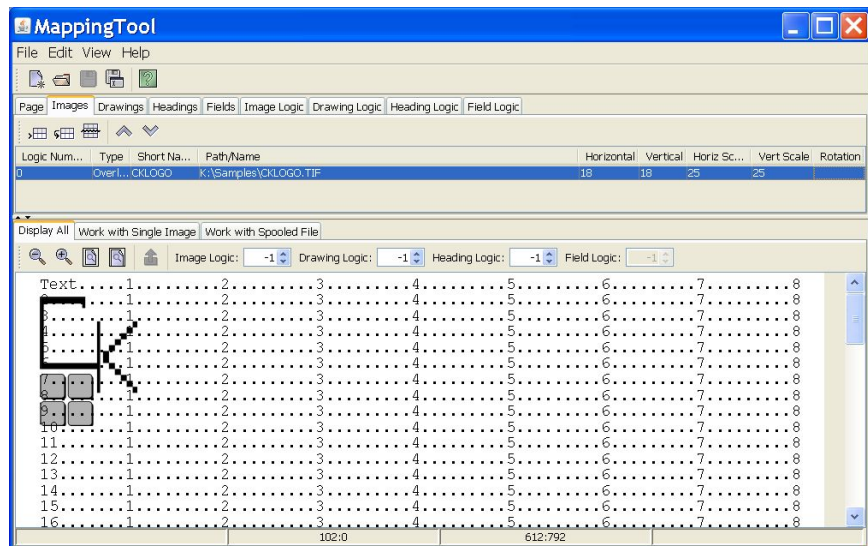 MappingTool
File Edit View Help
Page Images Drawings Headings Fields Image Logic Drawing Logic Heading Logic Field Logic
Logic Num... Type Short Na... Path/Name Horizontal Vertical Horiz Sc... Vert Scale Rotation
0 Overl... CKLOGO K:\Samples\CKLOGO.TIF 18 18 25 25
Display All Work with Single Image Work with Spooled File
Image Logic: -1 Drawing Logic: -1 Heading Logic: -1 Field Logic: -1
Text.....1.........2.........3.........4.........5.........6.........7.........8
2........1.........2.........3.........4.........5.........6.........7.........8
3........1.........2.........3.........4.........5.........6.........7.........8
4........1.........2.........3.........4.........5.........6.........7.........8
5........1.........2.........3.........4.........5.........6.........7.........8
6........1.........2.........3.........4.........5.........6.........7.........8
7........1.........2.........3.........4.........5.........6.........7.........8
8........1.........2.........3.........4.........5.........6.........7.........8
9........1.........2.........3.........4.........5.........6.........7.........8
10.......1.........2.........3.........4.........5.........6.........7.........8
11.......1.........2.........3.........4.........5.........6.........7.........8
12.......1.........2.........3.........4.........5.........6.........7.........8
13.......1.........2.........3.........4.........5.........6.........7.........8
14.......1.........2.........3.........4.........5.........6.........7.........8
15.......1.........2.........3.........4.........5.........6.........7.........8
16.......1.........2.........3.........4.........5.........6.........7.........8
CK
102:0 612:792